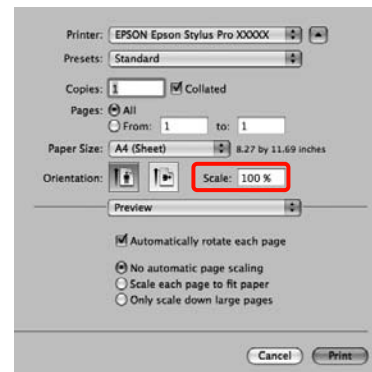 Printer: EPSON Epson Stylus Pro XXXXX
Presets: Standard
Copies: 1 Collated
Pages: All
From: 1 to: 1
Paper Size: A4 (Sheet) 8.27 by 11.69 inches
Orientation: Scale: 100 %
Preview
Automatically rotate each page
No automatic page scaling
Scale each page to fit paper
Only scale down large pages
Cancel Print